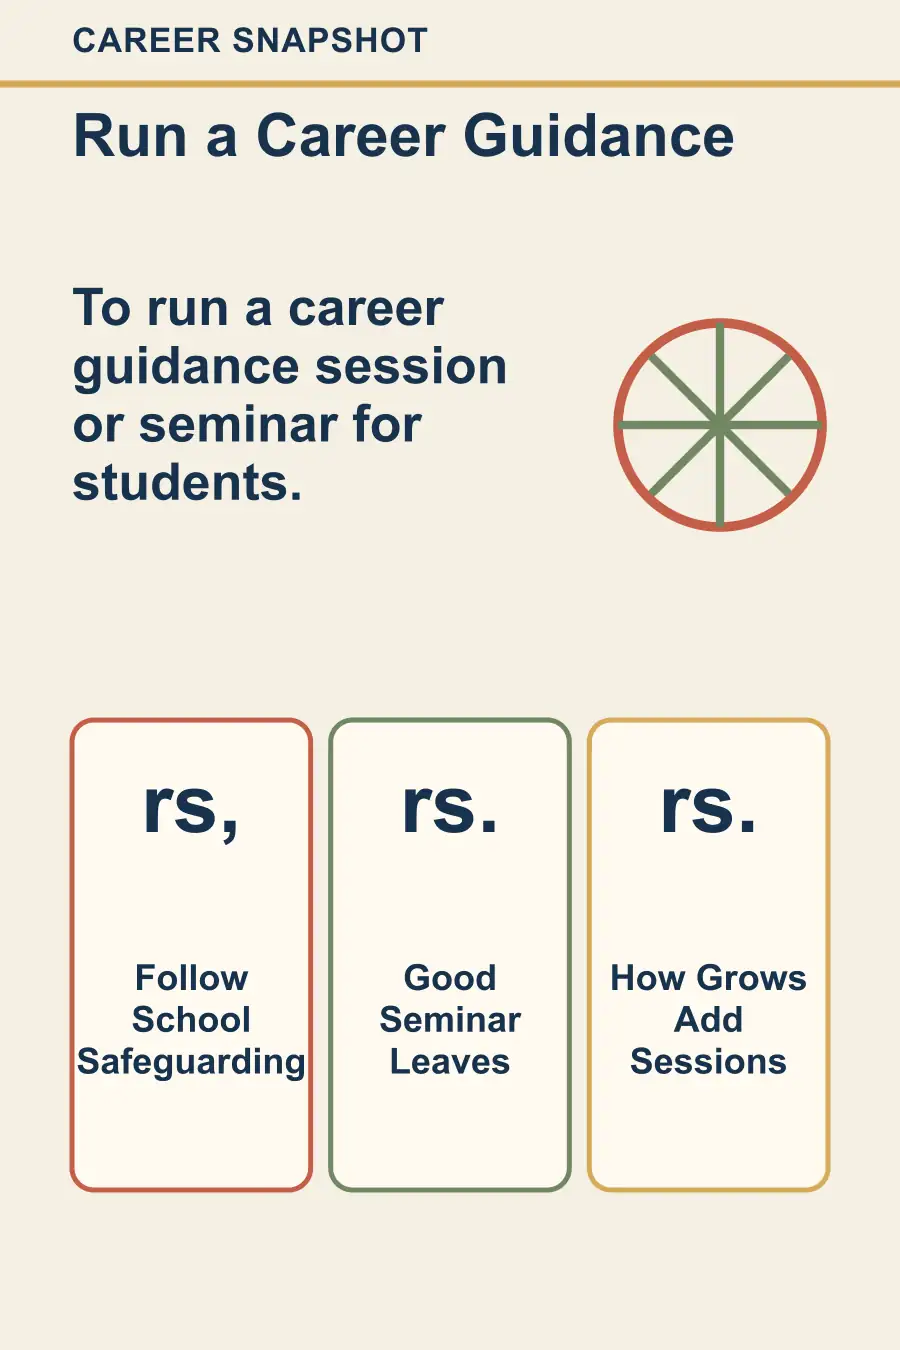 CAREER SNAPSHOT
Run a Career Guidance
To run a career
guidance session
or seminar for
students.
rs,
Follow
School
Safeguarding
rs.
Good
Seminar
Leaves
rs.
How Grows
Add
Sessions